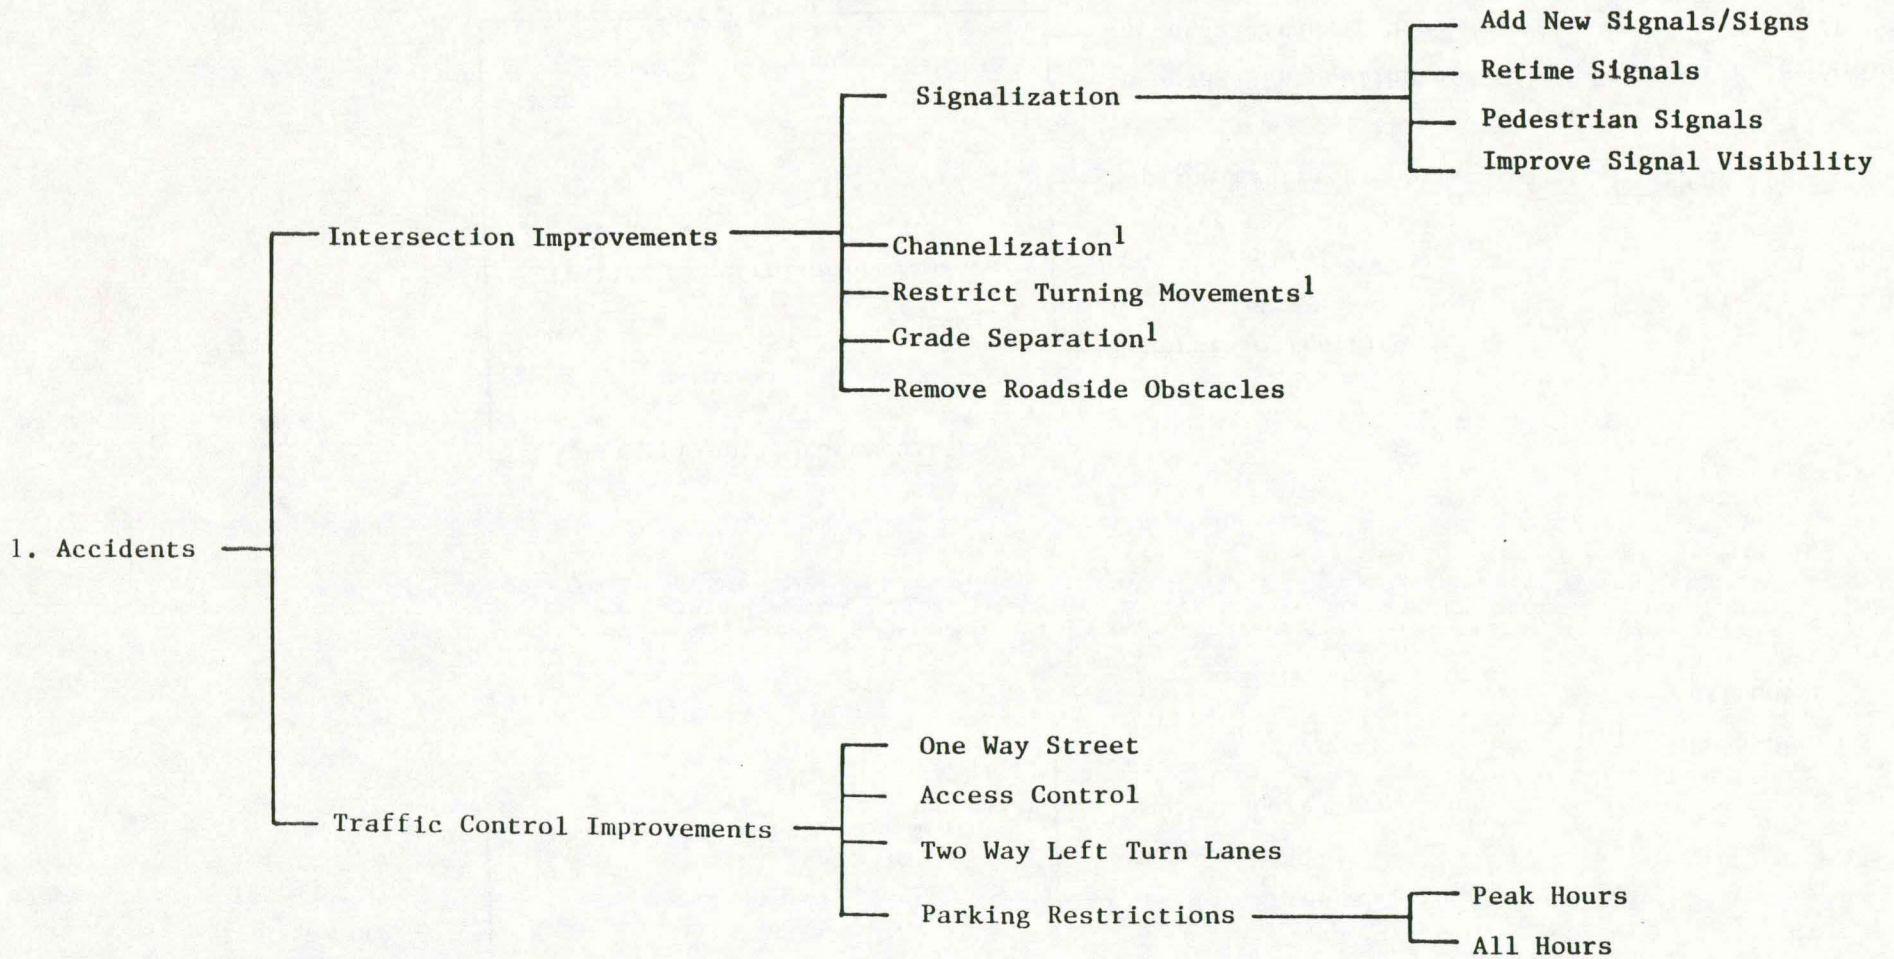 Add New Signals/Signs
Retime Signals
Signalization
Pedestrian Signals
Improve Signal Visibility
Intersection Improvements
Channelization¹
Restrict Turning Movements¹
Grade Separation¹
Remove Roadside Obstacles
1. Accidents
One Way Street
Access Control
Traffic Control Improvements
Two Way Left Turn Lanes
Peak Hours
Parking Restrictions
All Hours